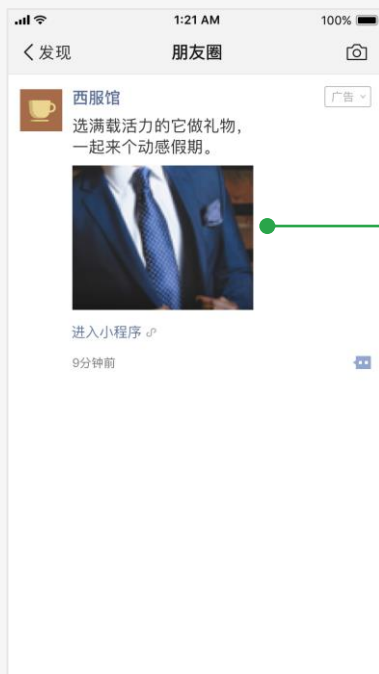 1:21 AM
100%
发现
朋友圈
西服馆
广告
选满载活力的它做礼物，
一起来个动感假期。
进入小程序
9分钟前